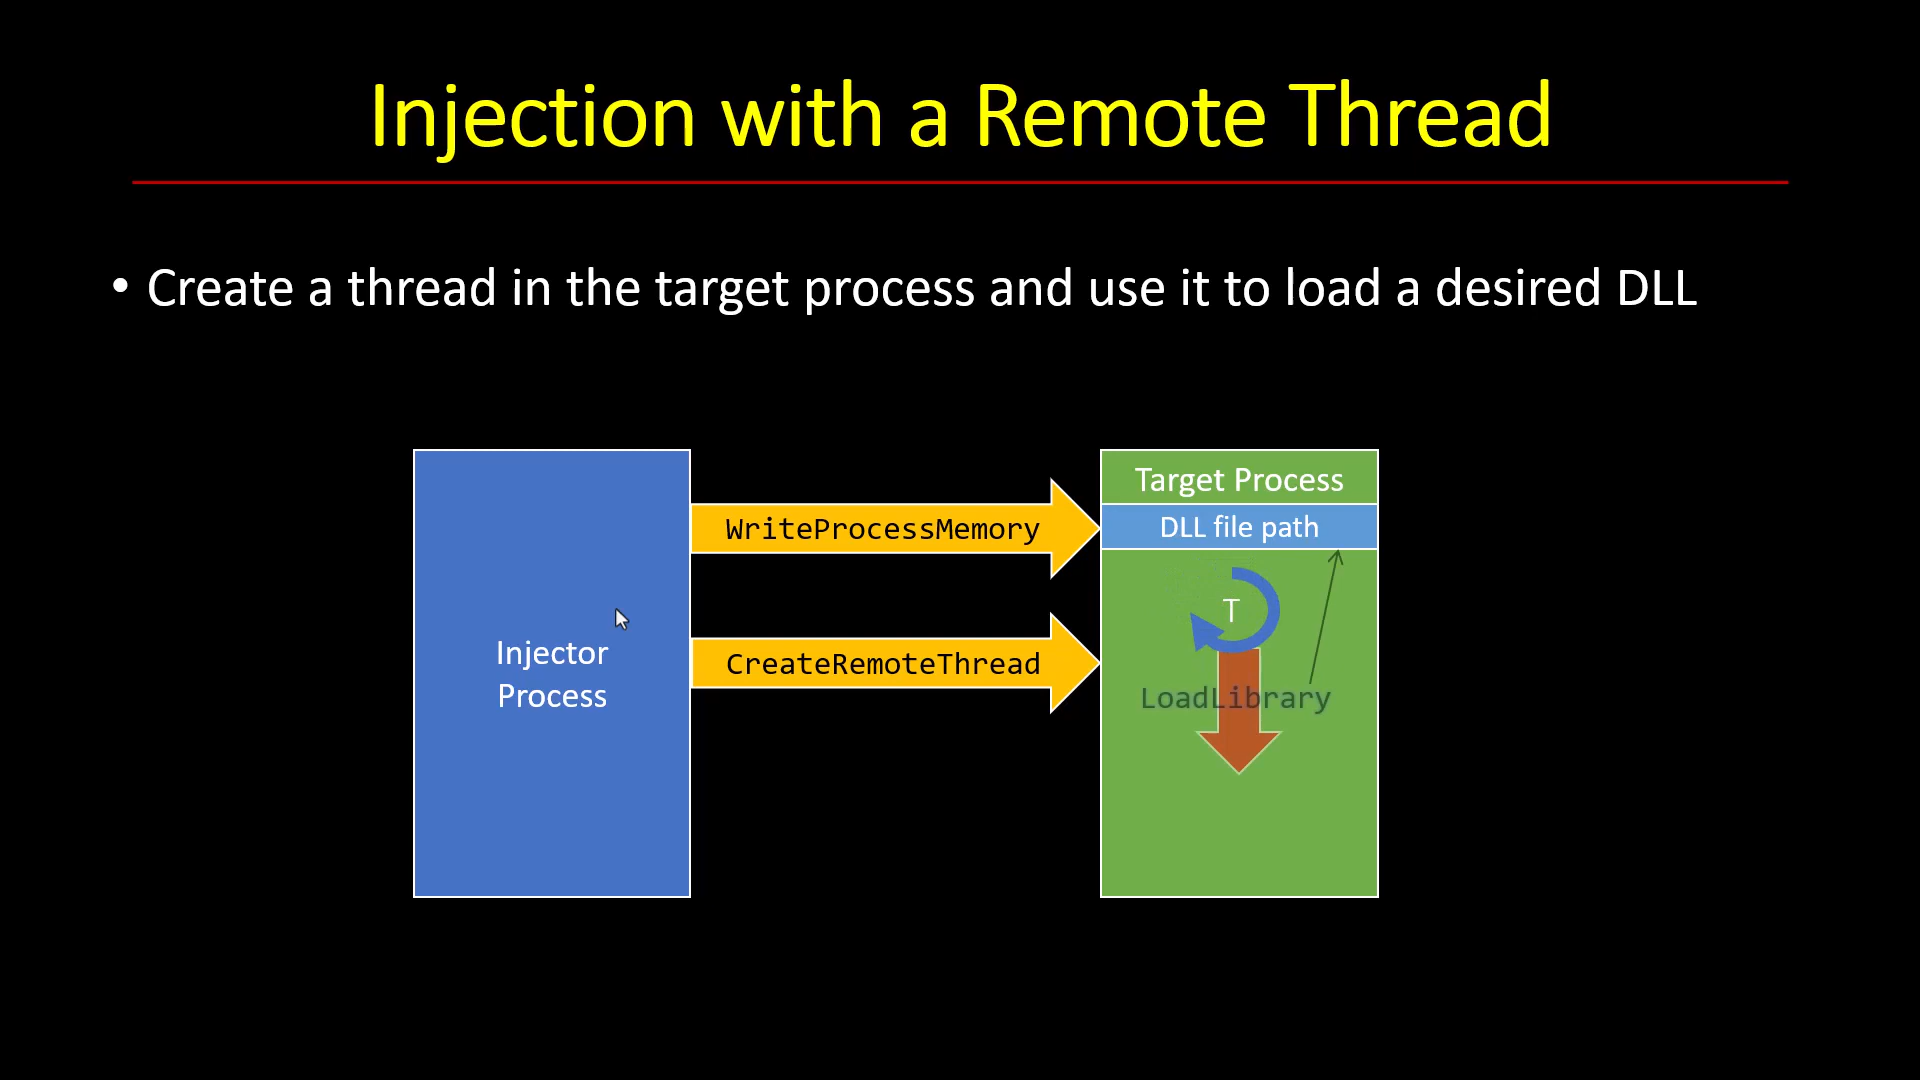 Injection with a Remote Thread
• Create a thread in the target process and use it to load a desired DLL
Injector
Process
WriteProcessMemory
CreateRemoteThread
Target Process
DLL file path
T
LoadLibrary